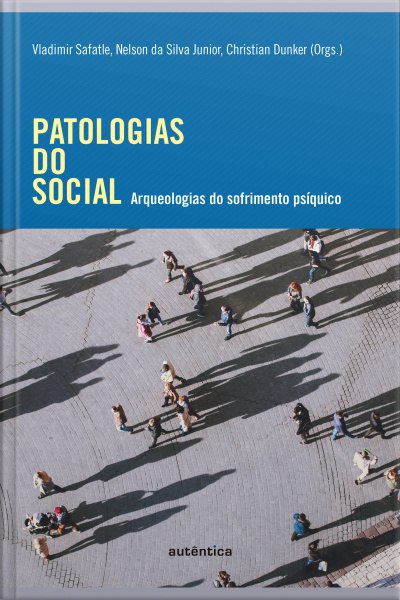 Vladimir Safatle, Nelson da Silva Junior, Christian Dunker (Orgs.)
PATOLOGIAS
DO
SOCIAL Arqueologias do sofrimento psíquico
autêntica